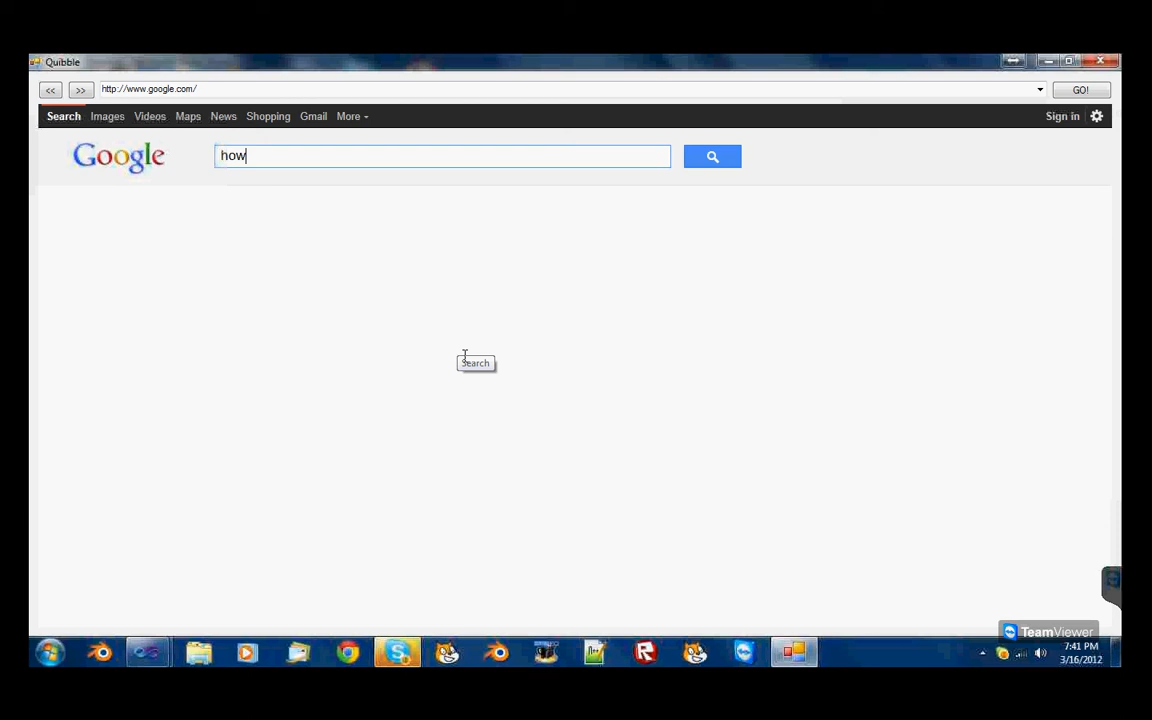 Quibble
<< >> http://www.google.com/ GO!
Search Images Videos Maps News Shopping Gmail More Sign in
Google how
Search
TeamViewer
7:41 PM
3/16/2012